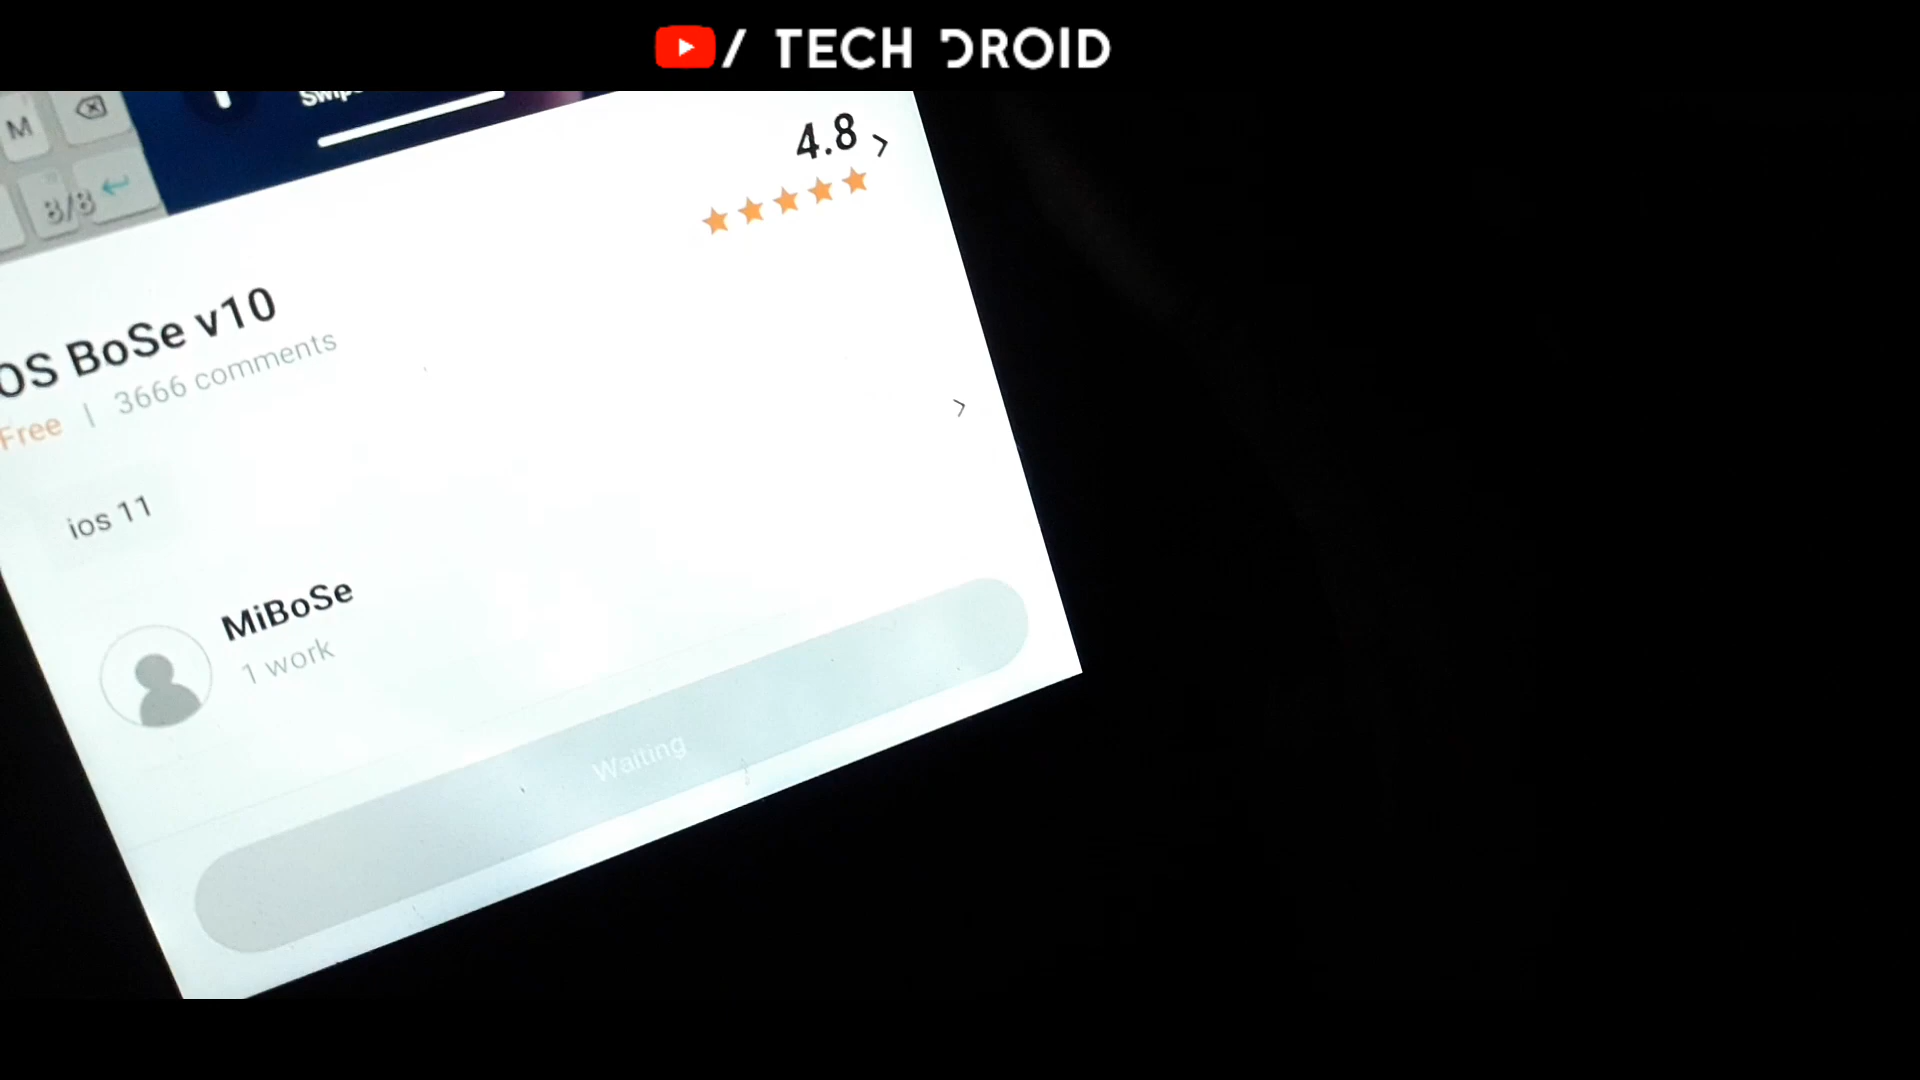 / TECH DROID
M
8/8
4.8
OS BoSe v10
Free | 3666 comments
ios 11
MiBoSe
1 work
Waiting